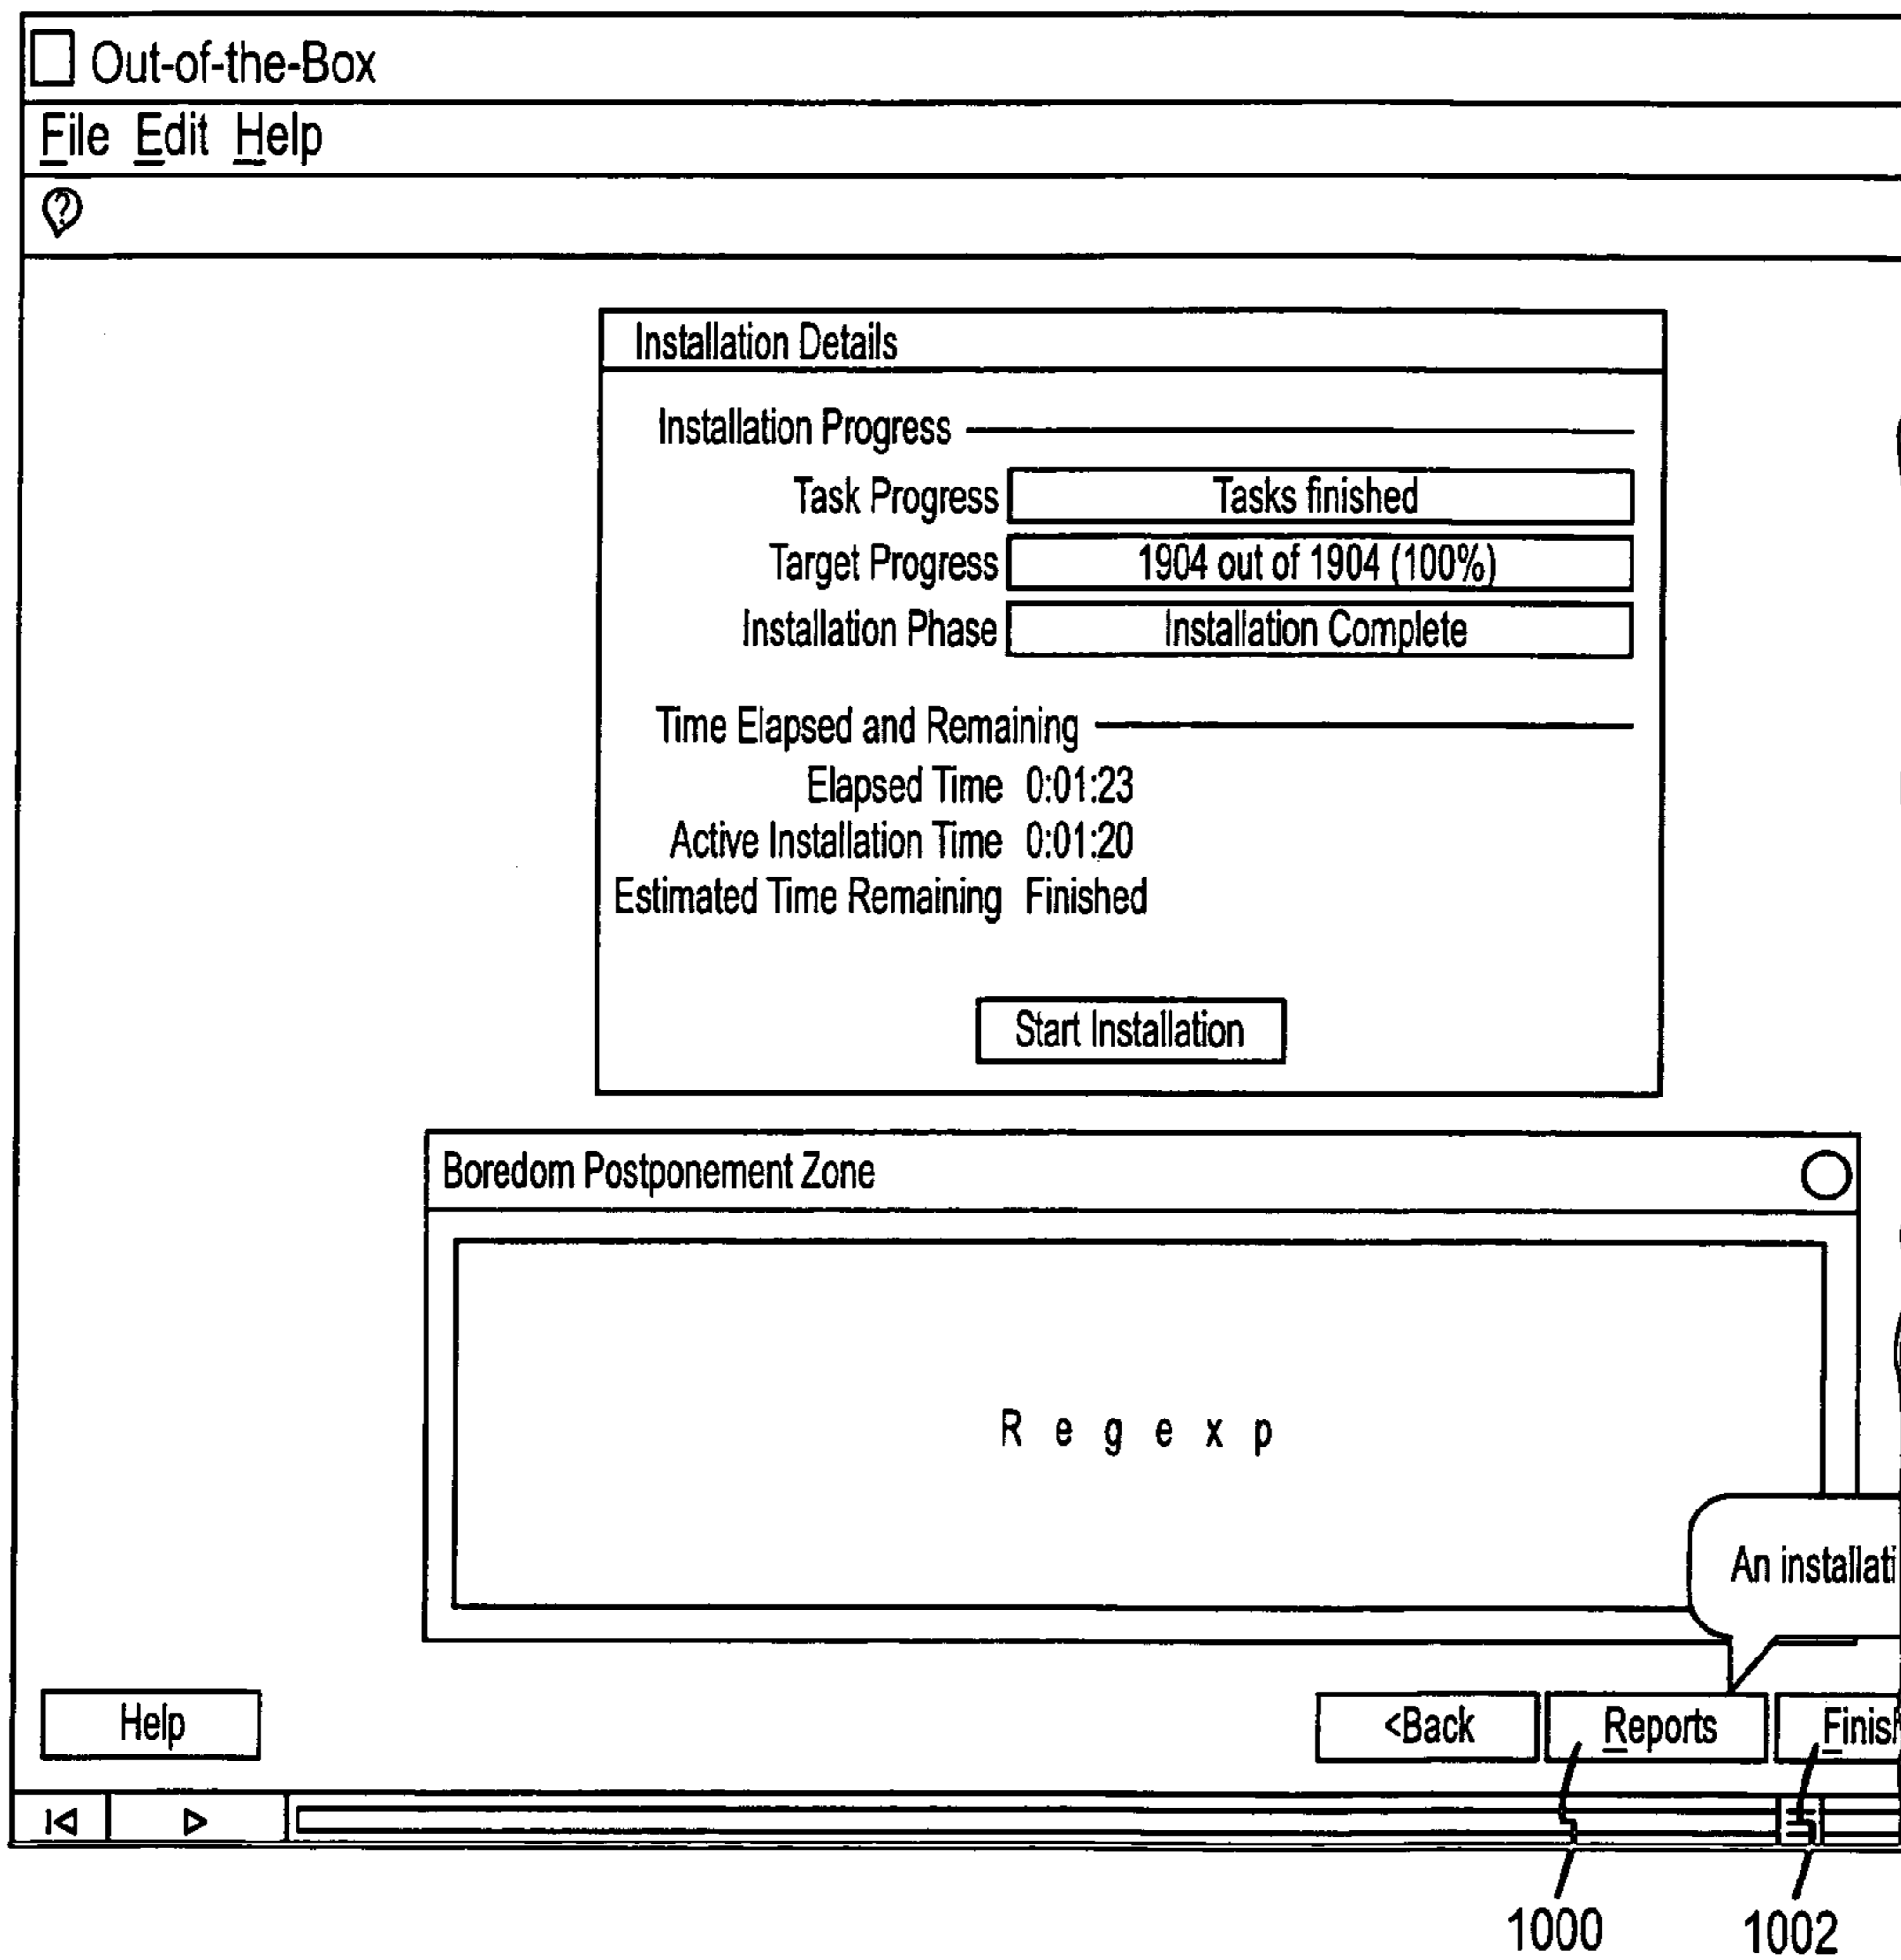 Out-of-the-Box
File Edit Help
?
Installation Details
Installation Progress
Task Progress Tasks finished
Target Progress 1904 out of 1904 (100%)
Installation Phase Installation Complete
Time Elapsed and Remaining
Elapsed Time 0:01:23
Active Installation Time 0:01:20
Estimated Time Remaining Finished
Start Installation
Boredom Postponement Zone
R e g e x p
An
Help <Back Reports
1000 1002